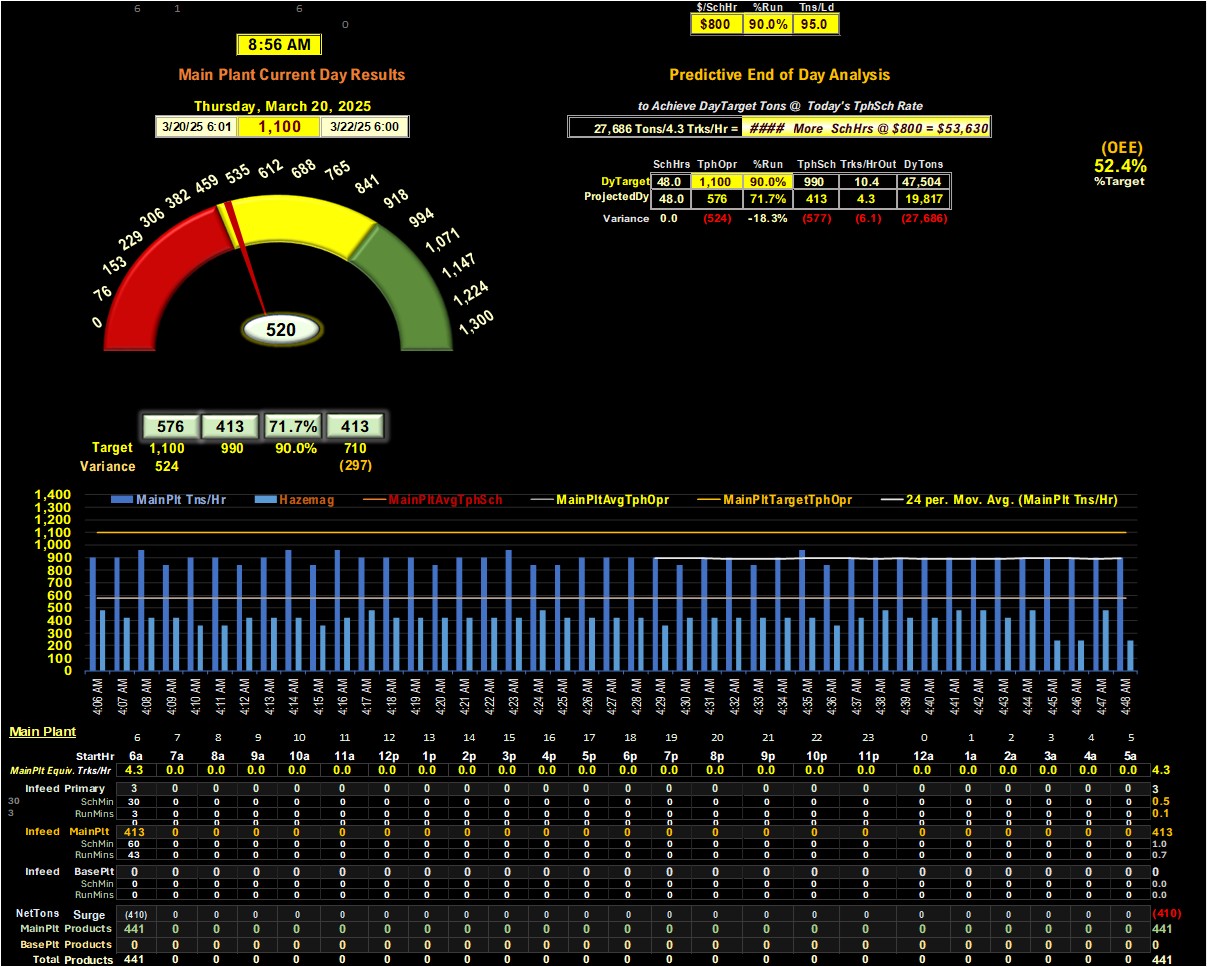 6 1 6 $/SchHr %Run Tns/Ld
0 $800 90.0% 95.0
8:56 AM
Main Plant Current Day Results Predictive End of Day Analysis
Thursday, March 20, 2025 to Achieve DayTarget Tons @ Today's TphSch Rate
3/20/25 6:01 1,100 3/22/25 6:00 27,686 Tons/4.3 Trks/Hr = #### More SchHrs @ $800 = $53,630
(OEE)
52.4%
%Target
SchHrs TphOpr %Run TphSch Trks/HrOut DyTons
DyTarget 48.0 1,100 90.0% 990 10.4 47,504
ProjectedDy 48.0 576 71.7% 413 4.3 19,817
Variance 0.0 (524) -18.3% (577) (6.1) (27,686)
0 76 153 229 306 382 459 535 612 688 765 841 918 994 1,071 1,147 1,224 1,300
520
576 413 71.7% 413
Target 1,100 990 90.0% 710
Variance 524 (297)
MainPlt Tns/Hr Hazemag MainPltAvgTphSch MainPltAvgTphOpr MainPltTargetTphOpr 24 per. Mov. Avg. (MainPlt Tns/Hr)
1,400
1,300
1,200
1,100
1,000
900
800
700
600
500
400
300
200
100
0
4:06 AM 4:07 AM 4:08 AM 4:09 AM 4:10 AM 4:11 AM 4:12 AM 4:13 AM 4:14 AM 4:15 AM 4:16 AM 4:17 AM 4:18 AM 4:19 AM 4:20 AM 4:21 AM 4:22 AM 4:23 AM 4:24 AM 4:25 AM 4:26 AM 4:27 AM 4:28 AM 4:29 AM 4:30 AM 4:31 AM 4:32 AM 4:33 AM 4:34 AM 4:35 AM 4:36 AM 4:37 AM 4:38 AM 4:39 AM 4:40 AM 4:41 AM 4:42 AM 4:43 AM 4:44 AM 4:45 AM 4:46 AM 4:47 AM 4:48 AM
Main Plant
6 7 8 9 10 11 12 13 14 15 16 17 18 19 20 21 22 23 0 1 2 3 4 5
StartHr 6a 7a 8a 9a 10a 11a 12p 1p 2p 3p 4p 5p 6p 7p 8p 9p 10p 11p 12a 1a 2a 3a 4a 5a
MainPlt Equiv. Trks/Hr 4.3 0.0 0.0 0.0 0.0 0.0 0.0 0.0 0.0 0.0 0.0 0.0 0.0 0.0 0.0 0.0 0.0 0.0 0.0 0.0 0.0 0.0 0.0 0.0 4.3
Infeed Primary 3 0 0 0 0 0 0 0 0 0 0 0 0 0 0 0 0 0 0 0 0 0 0 0 3
30 SchMin 30 0 0 0 0 0 0 0 0 0 0 0 0 0 0 0 0 0 0 0 0 0 0 0 0.5
3 RunMins 3 0 0 0 0 0 0 0 0 0 0 0 0 0 0 0 0 0 0 0 0 0 0 0 0.1
0 0 0 0 0 0 0 0 0 0 0 0 0 0 0 0 0 0 0 0 0 0 0 0
Infeed MainPlt 413 0 0 0 0 0 0 0 0 0 0 0 0 0 0 0 0 0 0 0 0 0 0 0 413
SchMin 60 0 0 0 0 0 0 0 0 0 0 0 0 0 0 0 0 0 0 0 0 0 0 0 1.0
RunMins 43 0 0 0 0 0 0 0 0 0 0 0 0 0 0 0 0 0 0 0 0 0 0 0 0.7
Infeed BasePlt 0 0 0 0 0 0 0 0 0 0 0 0 0 0 0 0 0 0 0 0 0 0 0 0 0
SchMin 0 0 0 0 0 0 0 0 0 0 0 0 0 0 0 0 0 0 0 0 0 0 0 0 0.0
RunMins 0 0 0 0 0 0 0 0 0 0 0 0 0 0 0 0 0 0 0 0 0 0 0 0 0.0
NetTons Surge (410) 0 0 0 0 0 0 0 0 0 0 0 0 0 0 0 0 0 0 0 0 0 0 0 (410)
MainPlt Products 441 0 0 0 0 0 0 0 0 0 0 0 0 0 0 0 0 0 0 0 0 0 0 0 441
BasePlt Products 0 0 0 0 0 0 0 0 0 0 0 0 0 0 0 0 0 0 0 0 0 0 0 0 0
Total Products 441 0 0 0 0 0 0 0 0 0 0 0 0 0 0 0 0 0 0 0 0 0 0 0 441